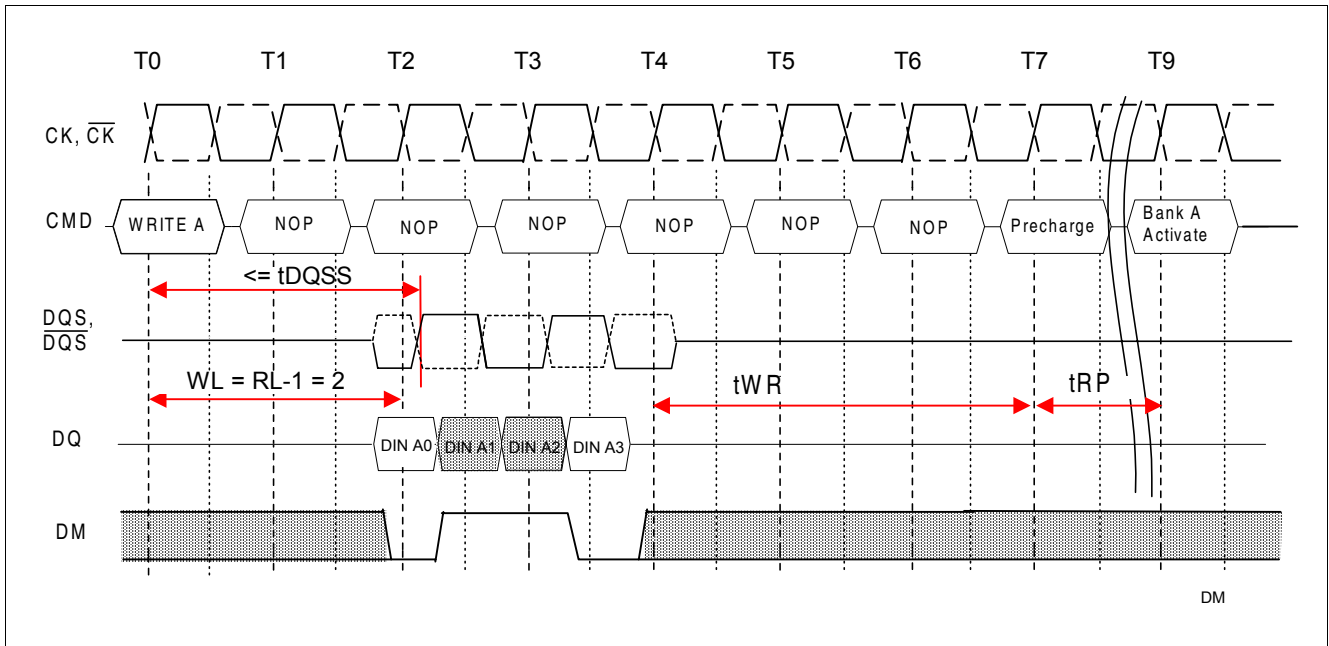 T0 T1 T2 T3 T4 T5 T6 T7 T9
CK, CK
CMD WRITE A NOP NOP NOP NOP NOP NOP Precharge Bank A
Activate
<= tDQSS
DQS,
DQS
WL = RL-1 = 2 tWR tRP
DQ DIN A0 DIN A1 DIN A2 DIN A3
DM
DM